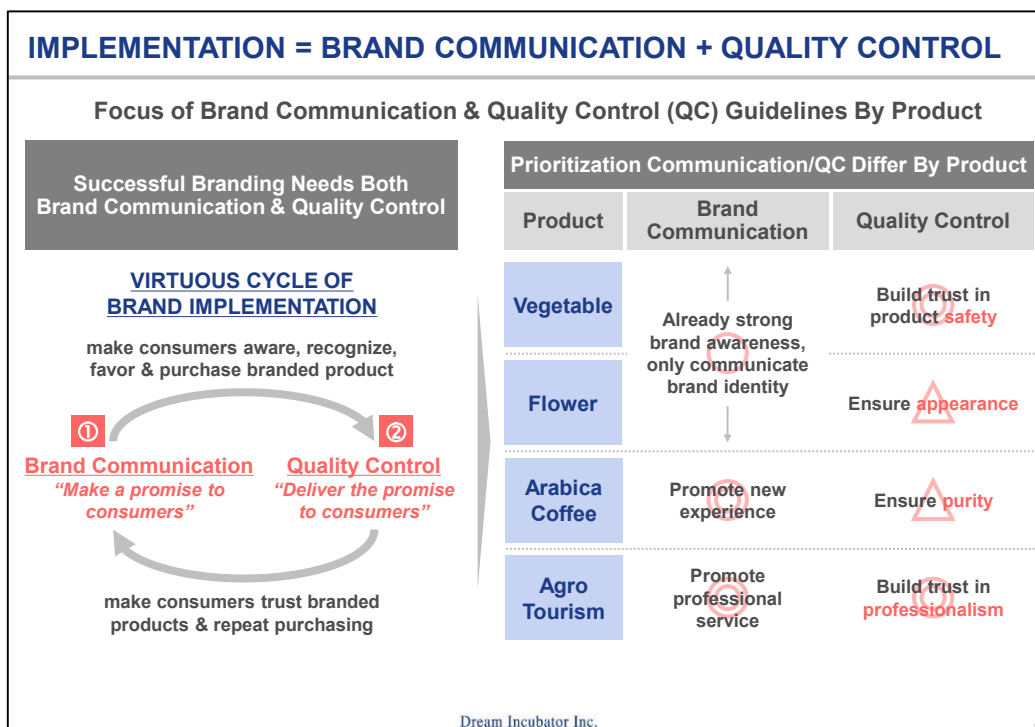 IMPLEMENTATION = BRAND COMMUNICATION + QUALITY CONTROL
Focus of Brand Communication & Quality Control (QC) Guidelines By Product
Successful Branding Needs Both
Brand Communication & Quality Control
VIRTUOUS CYCLE OF
BRAND IMPLEMENTATION
make consumers aware, recognize,
favor & purchase branded product
①
②
Brand Communication
“Make a promise to
consumers”
Quality Control
“Deliver the promise
to consumers”
make consumers trust branded
products & repeat purchasing
Prioritization Communication/QC Differ By Product
Product
Brand
Communication
Quality Control
Vegetable
Already strong
brand awareness,
only communicate
brand identity
Build trust in
product safety
Flower
Ensure appearance
Arabica
Coffee
Promote new
experience
Ensure purity
Agro
Tourism
Promote
professional
service
Build trust in
professionalism
Dream Incubator Inc.